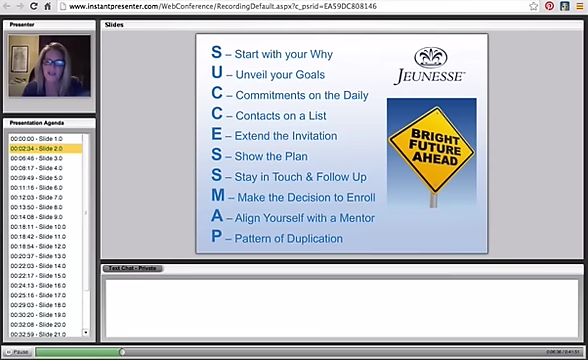 www.instantpresenter.com/WebConference/RecordingDefault.aspx?c_psrid=EA59DC808146
Presenter
Slides
S – Start with your Why
U – Unveil your Goals
C – Commitments on the Daily
C – Contacts on a List
E – Extend the Invitation
S – Show the Plan
S – Stay in Touch & Follow Up
M – Make the Decision to Enroll
A – Align Yourself with a Mentor
P – Pattern of Duplication
JEUNESSE
BRIGHT
FUTURE
AHEAD
Presentation Agenda
00:00:00 - Slide 1.0
00:02:34 - Slide 2.0
00:06:46 - Slide 3.0
00:08:17 - Slide 4.0
00:09:49 - Slide 5.0
00:11:16 - Slide 6.0
00:12:03 - Slide 7.0
00:13:50 - Slide 8.0
00:14:08 - Slide 9.0
00:18:11 - Slide 10.0
00:18:42 - Slide 11.0
00:18:54 - Slide 12.0
00:20:37 - Slide 13.0
00:22:03 - Slide 14.0
00:22:17 - Slide 15.0
00:24:13 - Slide 16.0
00:25:16 - Slide 17.0
00:29:03 - Slide 18.0
00:30:20 - Slide 19.0
00:32:08 - Slide 20.0
00:32:59 - Slide 21.0
Text Chat - Private
Pause